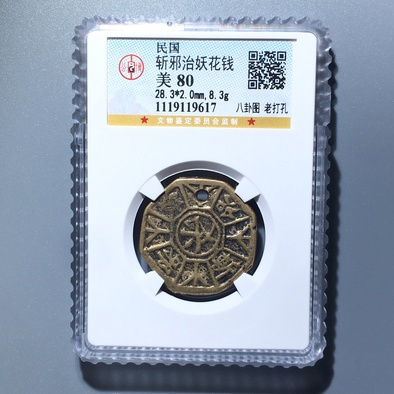 民国
斩邪治妖花钱
美 80
28.3*2.0mm,8.3g
1119119617
八卦图 老打孔
★ 文物鉴定委员会监制 ★